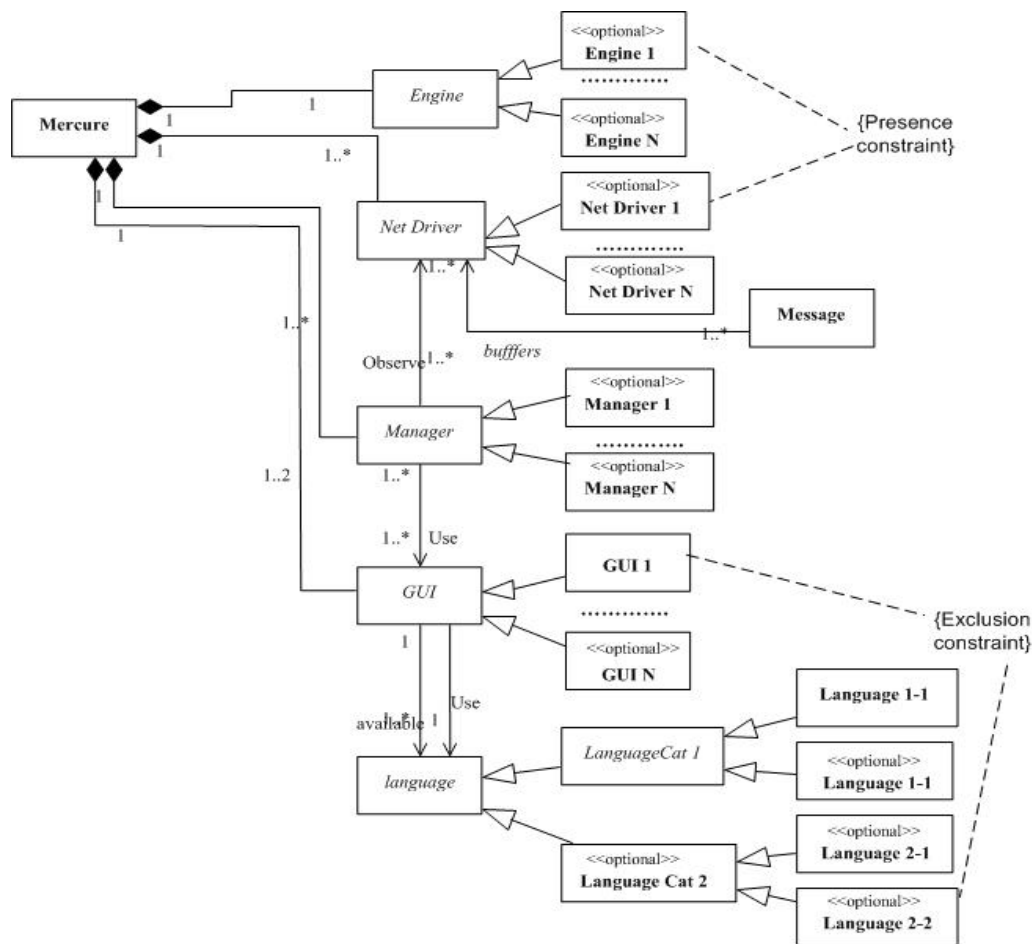 <<optional>>
Engine 1
Engine
1
1
.............
<<optional>>
Engine N
Mercure
{Presence
constraint}
1
1..*
<<optional>>
Net Driver 1
1
1
Net Driver
.............
1..*
<<optional>>
Net Driver N
Message
1..*
1..*
bufffers
Observe
1..*
<<optional>>
Manager 1
Manager
.............
<<optional>>
Manager N
1..2
1..*
1..*
Use
GUI 1
GUI
.............
{Exclusion
constraint}
1
<<optional>>
GUI N
Use
available
1..*
1
Language 1-1
LanguageCat 1
<<optional>>
Language 1-1
language
<<optional>>
Language 2-1
<<optional>>
Language Cat 2
<<optional>>
Language 2-2